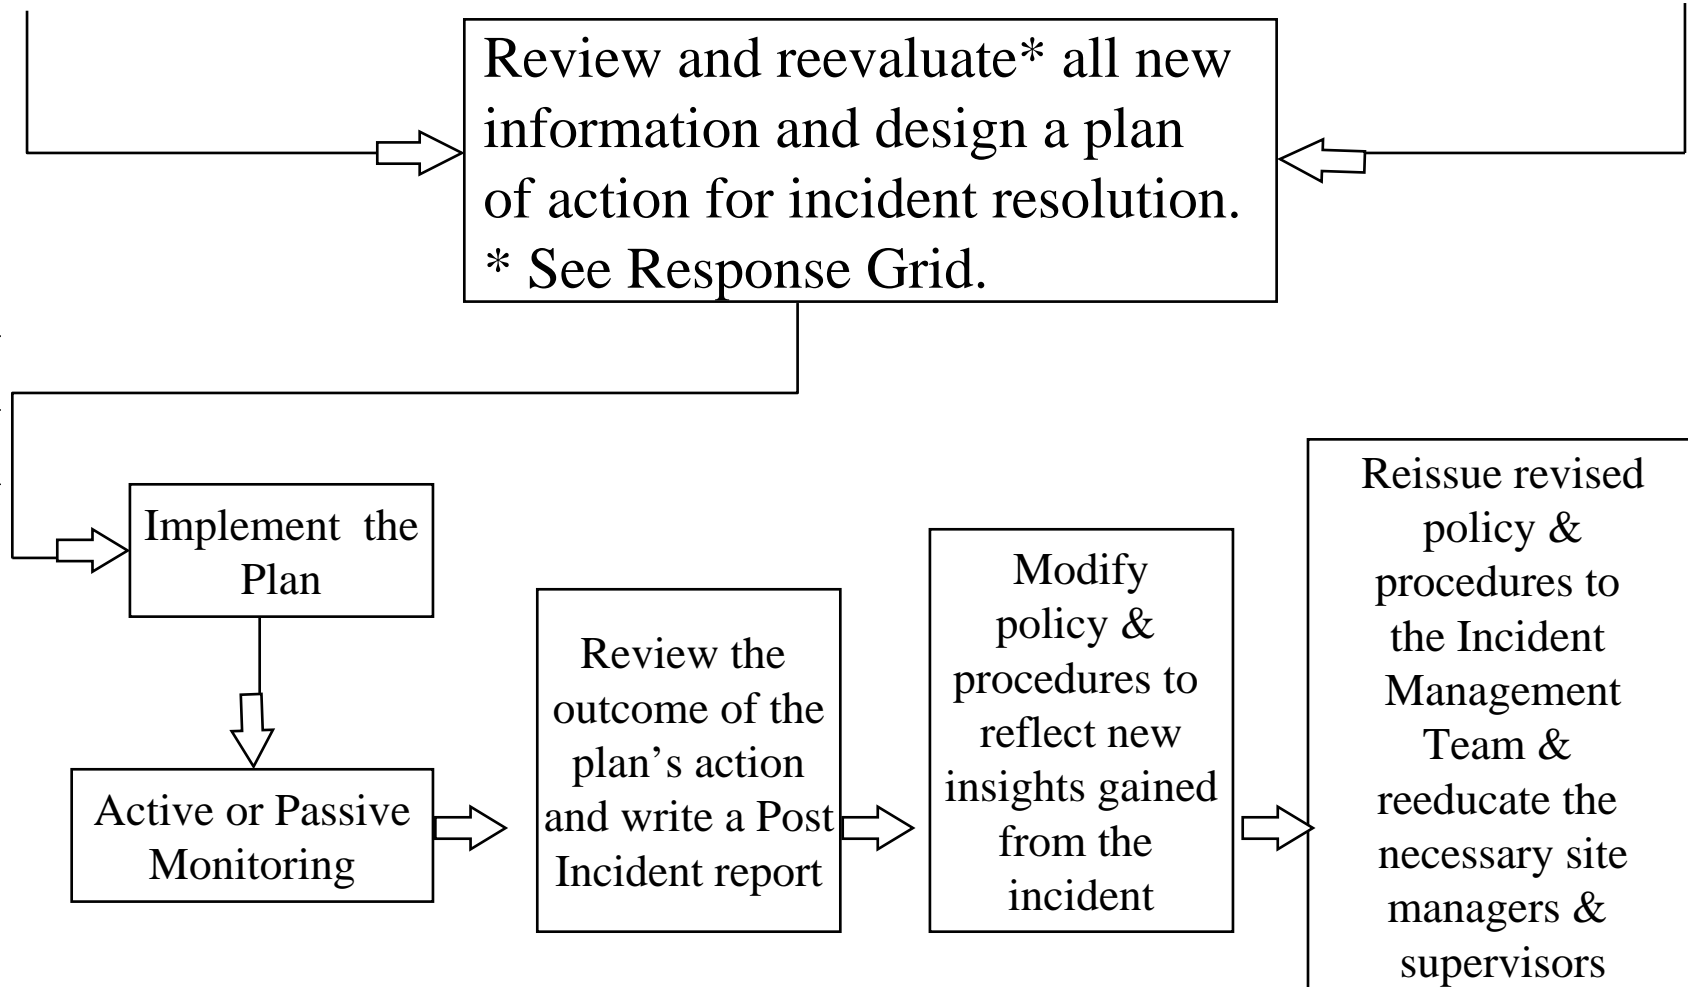 Review and reevaluate* all new
information and design a plan
of action for incident resolution.
* See Response Grid.
Implement the
Plan
Active or Passive
Monitoring
Review the
outcome of the
plan’s action
and write a Post
Incident report
Modify
policy &
procedures to
reflect new
insights gained
from the
incident
Reissue revised
policy &
procedures to
the Incident
Management
Team &
reeducate the
necessary site
managers &
supervisors